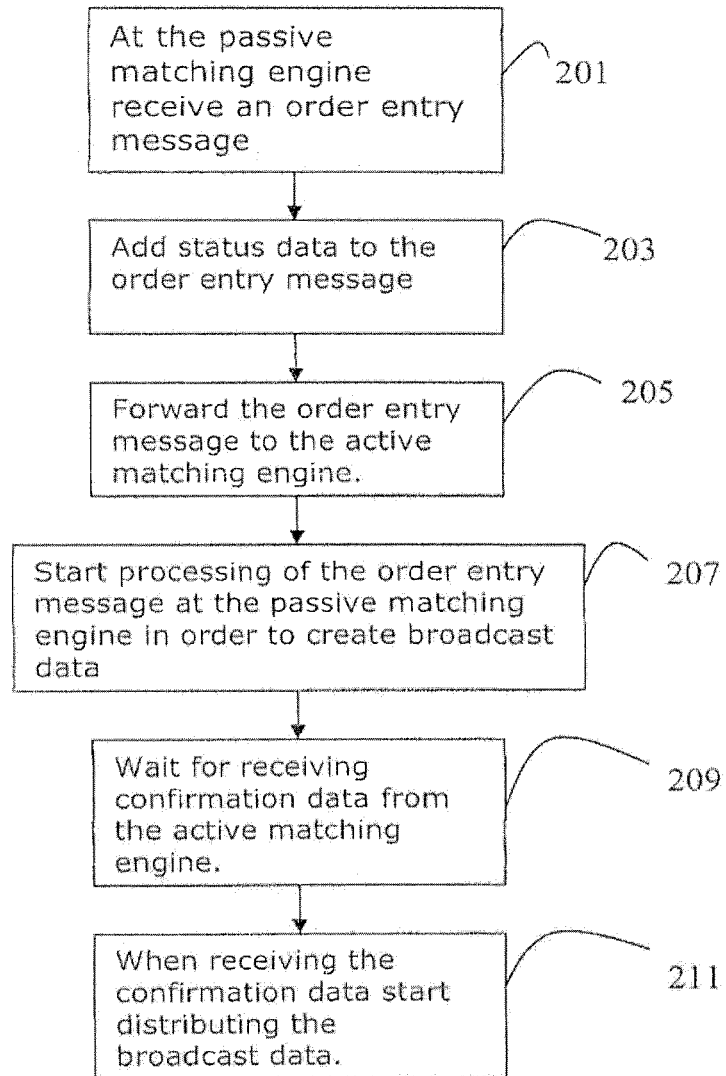 At the passive
matching engine
receive an order entry
message
201
Add status data to the
order entry message
203
Forward the order entry
message to the active
matching engine.
205
Start processing of the order entry
message at the passive matching
engine in order to create broadcast
data
207
Wait for receiving
confirmation data from
the active matching
engine.
209
When receiving the
confirmation data start
distributing the
broadcast data.
211